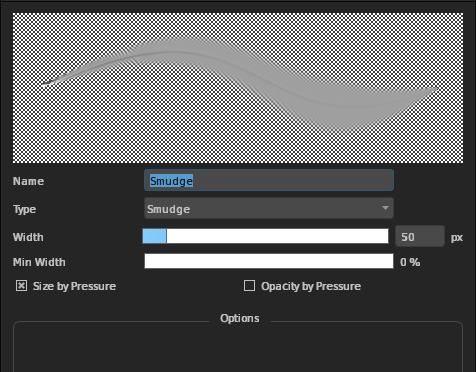 Name Smudge
Type Smudge
Width 50 px
Min Width 0 %
Size by Pressure Opacity by Pressure
Options